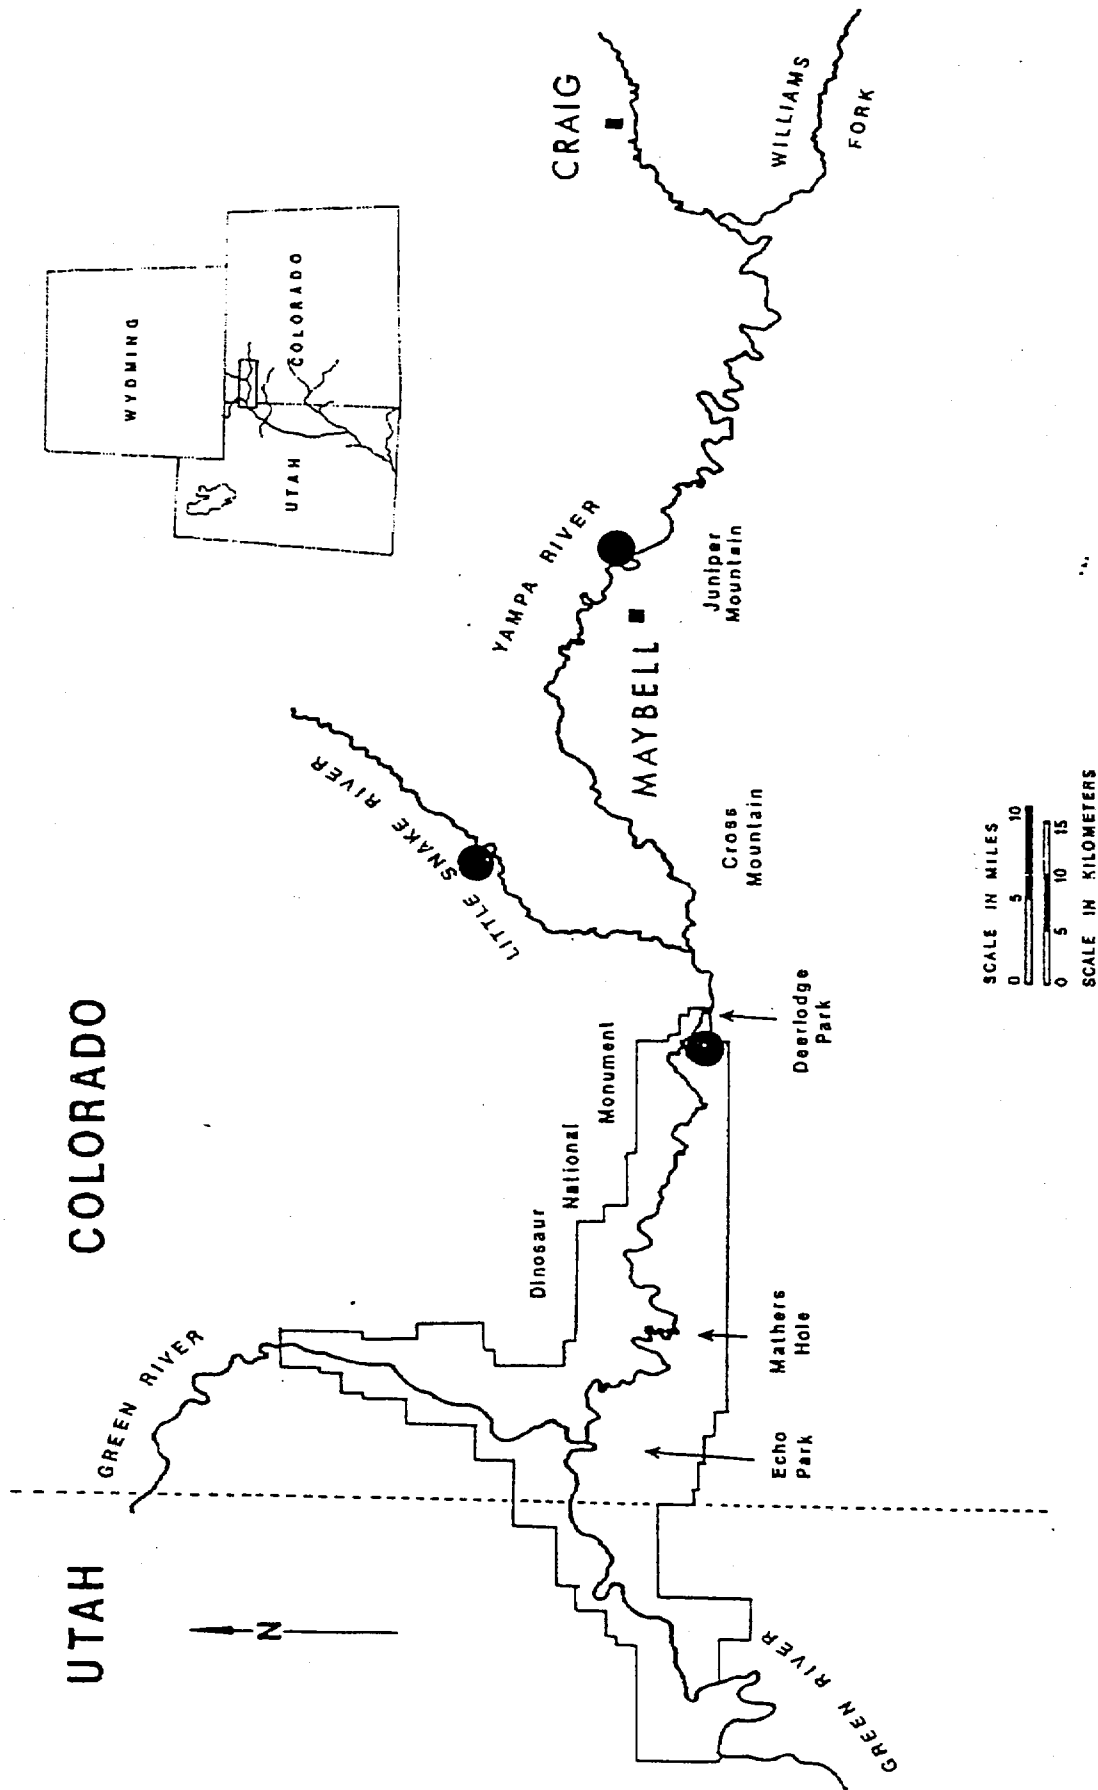 UTAH
COLORADO
N
WYOMING
UTAH
COLORADO
GREEN RIVER
LITTLE SNAKE RIVER
YAMPA RIVER
CRAIG
WILLIAMS
FORK
MAYBELL
Juniper
Mountain
Cross
Mountain
Dinosaur
National
Monument
Deerlodge
Park
Mathers
Hole
Echo
Park
GREEN RIVER
SCALE IN MILES
0 5 10
0 5 10 15
SCALE IN KILOMETERS